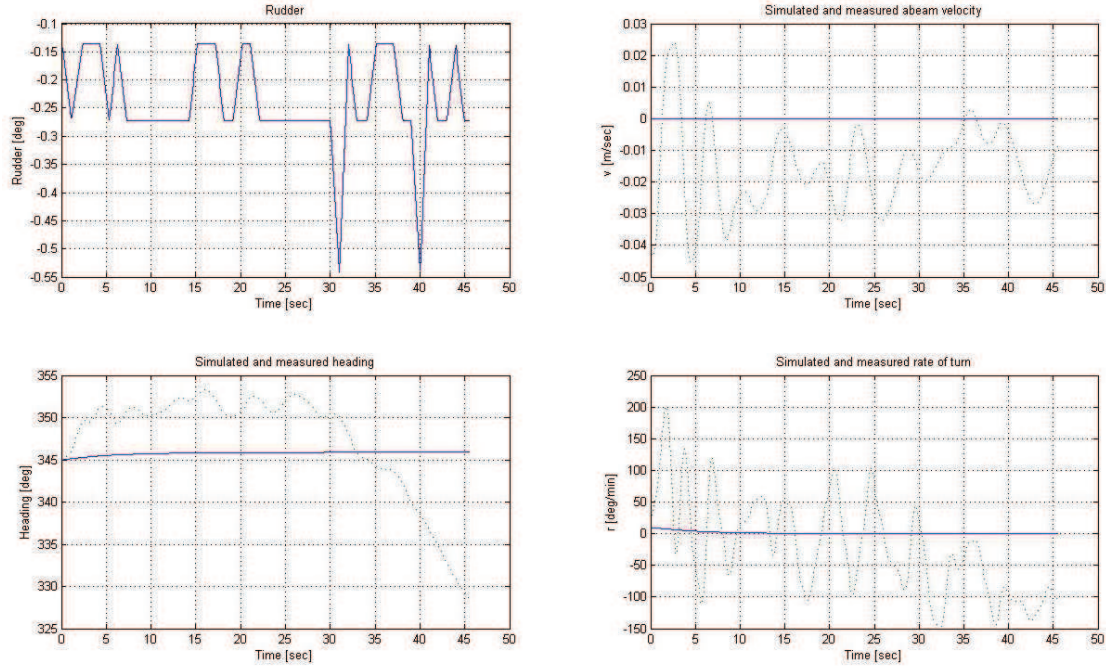 Rudder
-0.1
-0.15
-0.2
-0.25
-0.3
-0.35
-0.4
-0.45
-0.5
-0.55
Rudder [deg]
0 5 10 15 20 25 30 35 40 45 50
Time [sec]
Simulated and measured abeam velocity
0.03
0.02
0.01
0
-0.01
-0.02
-0.03
-0.04
-0.05
v [m/sec]
0 5 10 15 20 25 30 35 40 45 50
Time [sec]
Simulated and measured heading
355
350
345
340
335
330
325
Heading [deg]
0 5 10 15 20 25 30 35 40 45 50
Time [sec]
Simulated and measured rate of turn
250
200
150
100
50
0
-50
-100
-150
r [deg/min]
0 5 10 15 20 25 30 35 40 45 50
Time [sec]